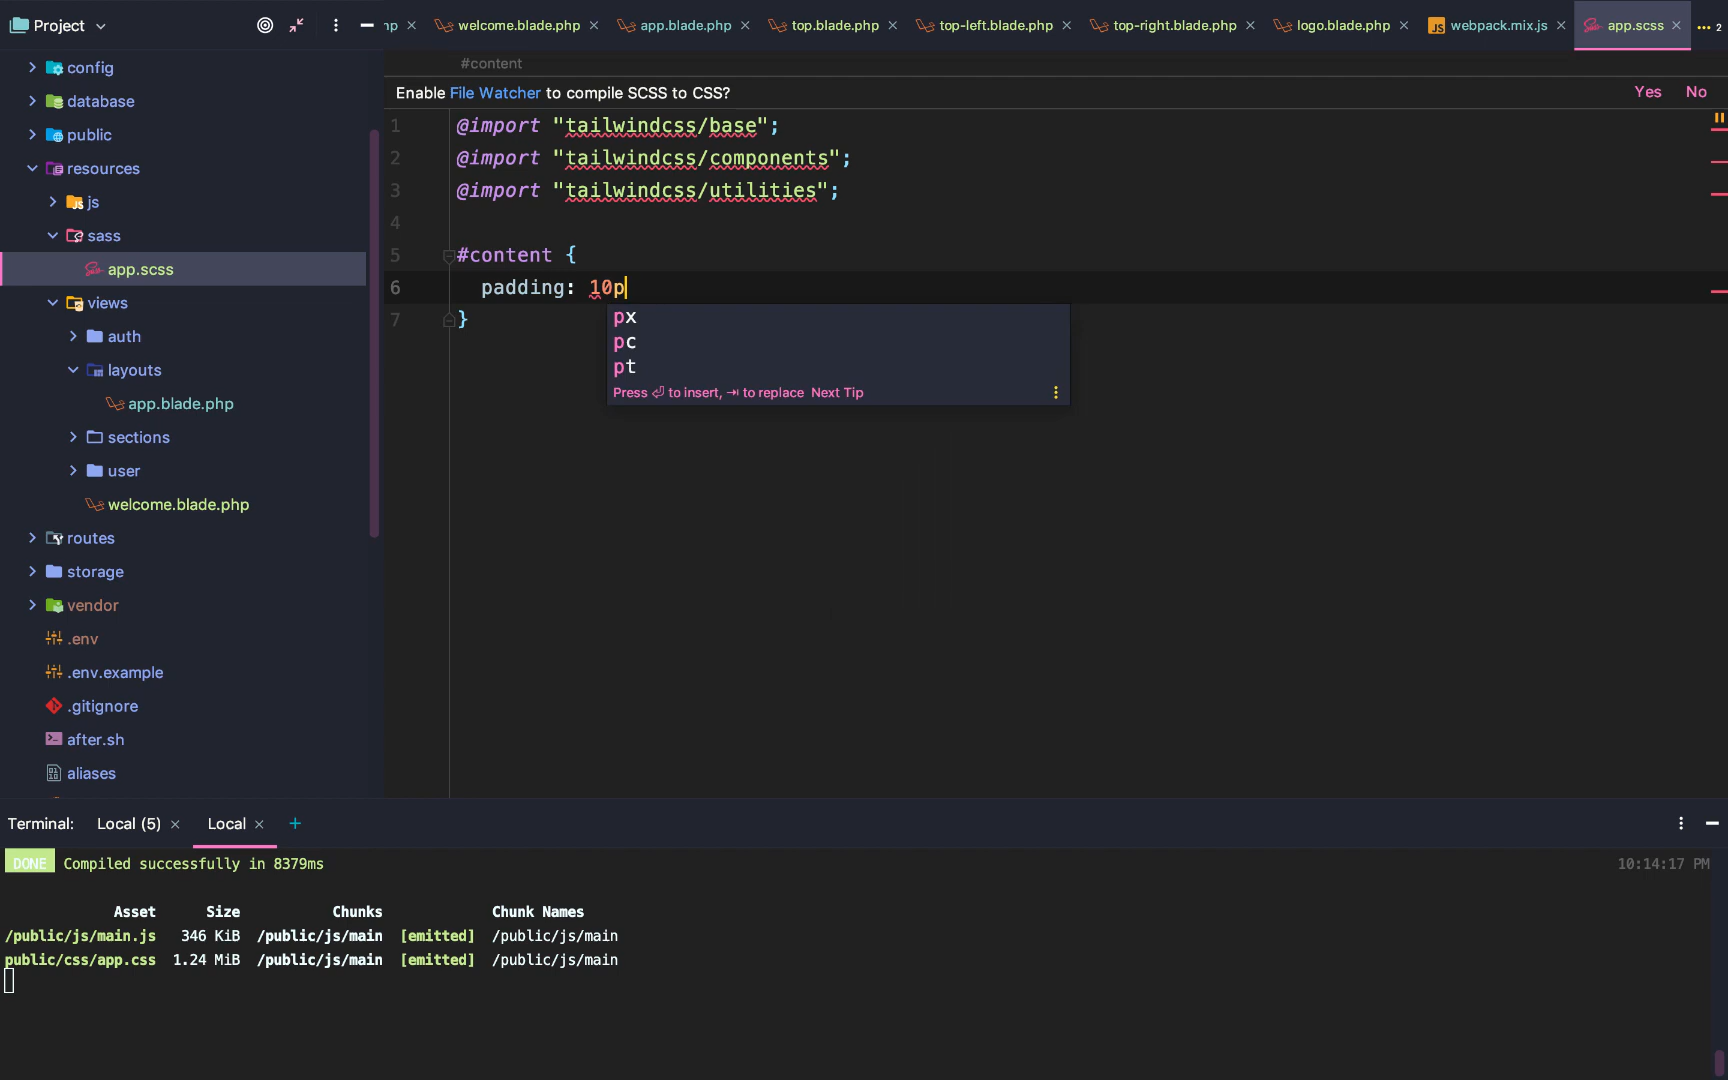 Project
np
welcome.blade.php
app.blade.php
top.blade.php
top-left.blade.php
top-right.blade.php
logo.blade.php
JS webpack.mix.js
app.scss
2
config
database
public
resources
JS js
sass
app.scss
views
auth
layouts
app.blade.php
sections
user
welcome.blade.php
routes
storage
vendor
.env
.env.example
.gitignore
after.sh
aliases
#content
Enable File Watcher to compile SCSS to CSS? Yes No
1 @import "tailwindcss/base";
2 @import "tailwindcss/components";
3 @import "tailwindcss/utilities";
4
5 #content {
6 padding: 10p
7 }
px
pc
pt
Press ⏎ to insert, ⇥ to replace Next Tip
Terminal: Local (5) × Local × +
DONE Compiled successfully in 8379ms 10:14:17 PM
Asset Size Chunks Chunk Names
/public/js/main.js 346 KiB /public/js/main [emitted] /public/js/main
public/css/app.css 1.24 MiB /public/js/main [emitted] /public/js/main